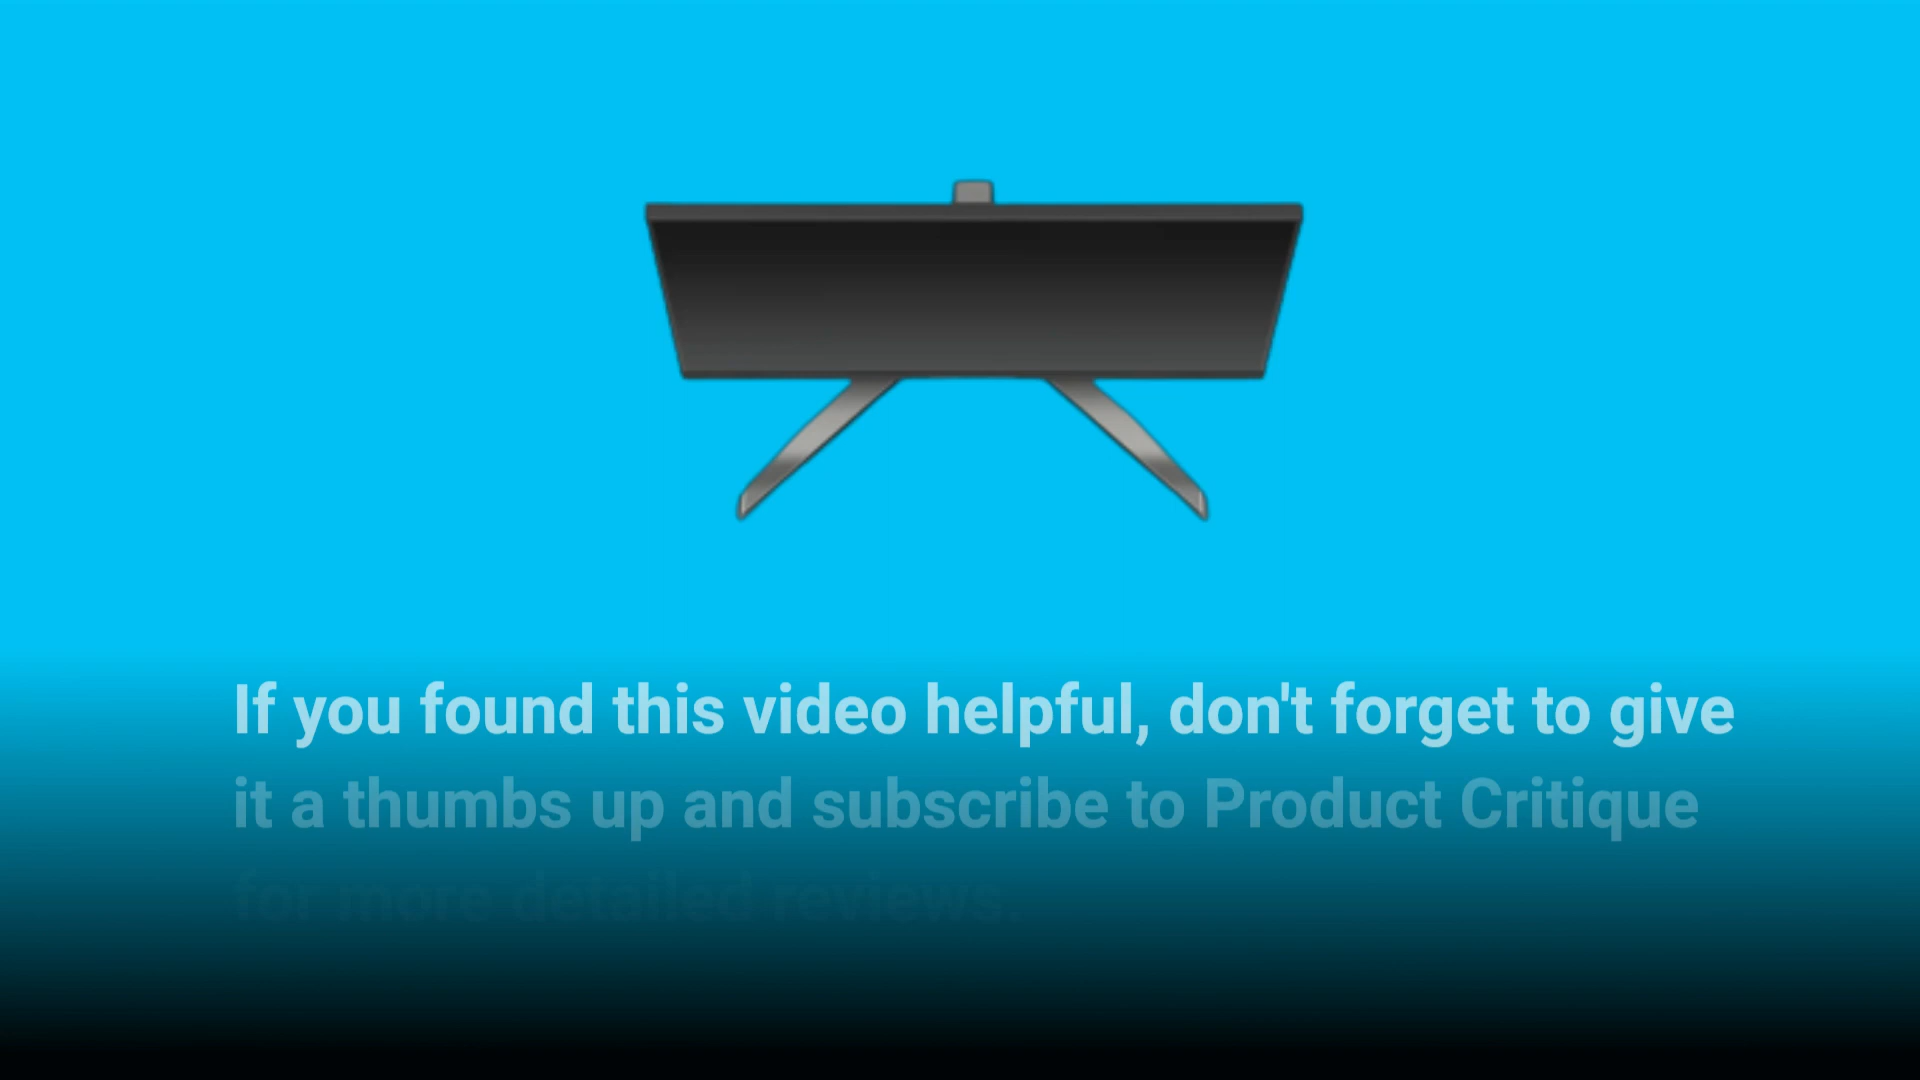 If you found this video helpful, don't forget to give
it a thumbs up and subscribe to Product Critique
for more detailed reviews.